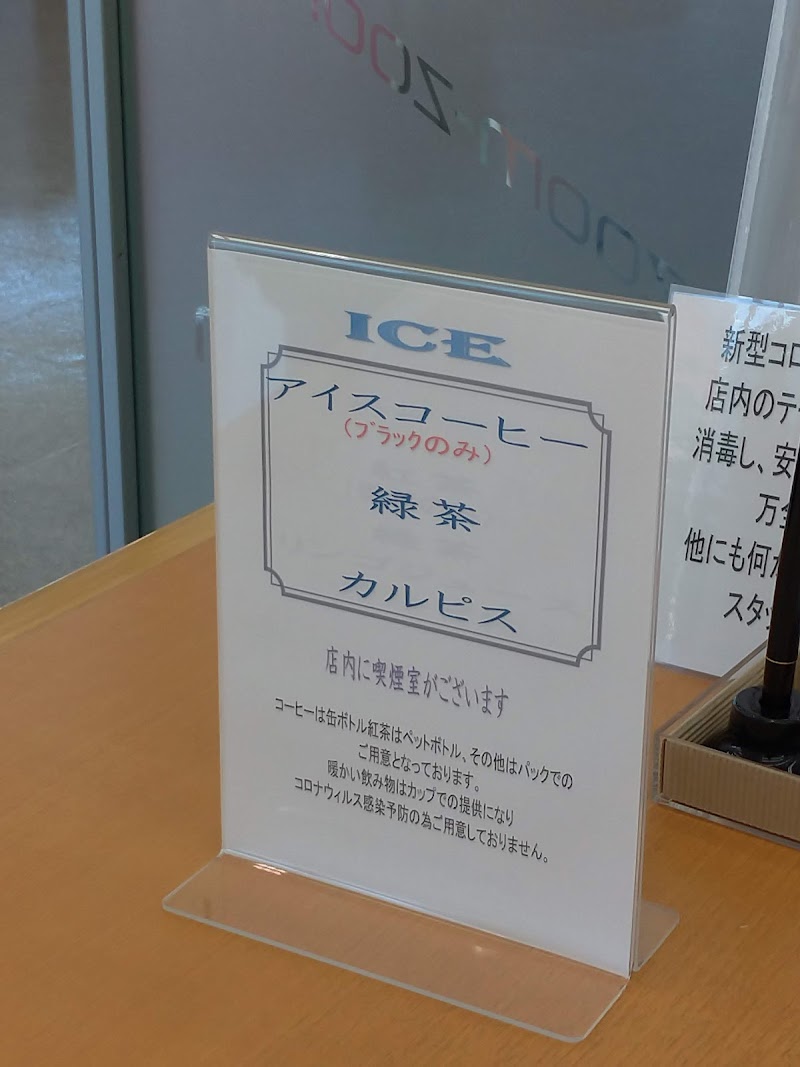 zoom-zoom
ICE
アイスコーヒー
(ブラックのみ)
緑茶
カルピス
店内に喫煙室がございます
コーヒーは缶ボトル紅茶はペットボトル、その他はパックでの
ご用意となっております。
暖かい飲み物はカップでの提供になり
コロナウィルス感染予防の為ご用意しておりません。
新型コロ
店内のテ
消毒し、安
万全
他にも何か
スタッ